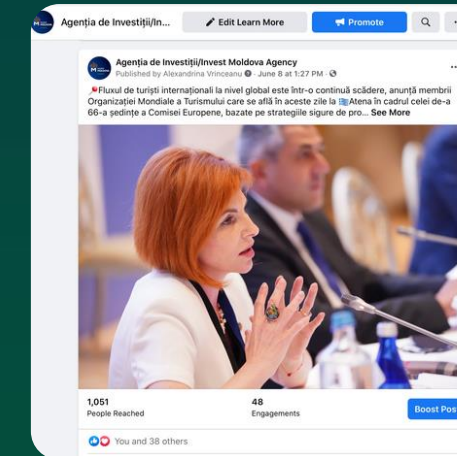 Agenția de Investiții/In...
Edit Learn More
Promote
Agenția de Investiții/Invest Moldova Agency
Published by Alexandrina Vrinceanu · June 8 at 1:27 PM ·
Fluxul de turiști internaționali la nivel global este într-o continuă scădere, anunță membrii
Organizației Mondiale a Turismului care se află în aceste zile la Atena în cadrul celei de-a
66-a ședințe a Comisei Europene, bazate pe strategiile sigure de pro... See More
1,051
People Reached
48
Engagements
Boost Pos
You and 38 others